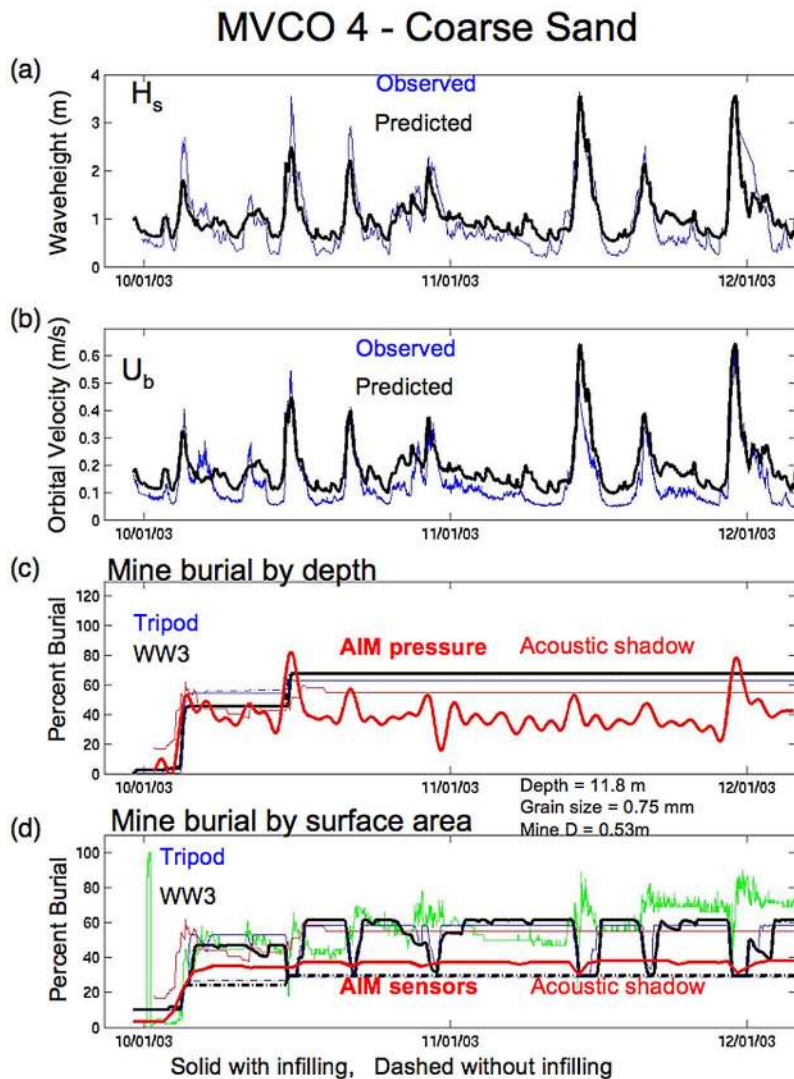 MVCO 4 - Coarse Sand
(a)
Waveheight (m)
4
3
2
1
0
H_s
Observed
Predicted
10/01/03 11/01/03 12/01/03
(b)
Orbital Velocity (m/s)
0.6
0.5
0.4
0.3
0.2
0.1
0
U_b
Observed
Predicted
10/01/03 11/01/03 12/01/03
(c) Mine burial by depth
Percent Burial
120
100
80
60
40
20
0
Tripod
WW3
AIM pressure Acoustic shadow
10/01/03 11/01/03 12/01/03
Depth = 11.8 m
Grain size = 0.75 mm
Mine D = 0.53m
(d) Mine burial by surface area
Percent Burial
100
80
60
40
20
0
Tripod
WW3
AIM sensors Acoustic shadow
10/01/03 11/01/03 12/01/03
Solid with infilling, Dashed without infilling